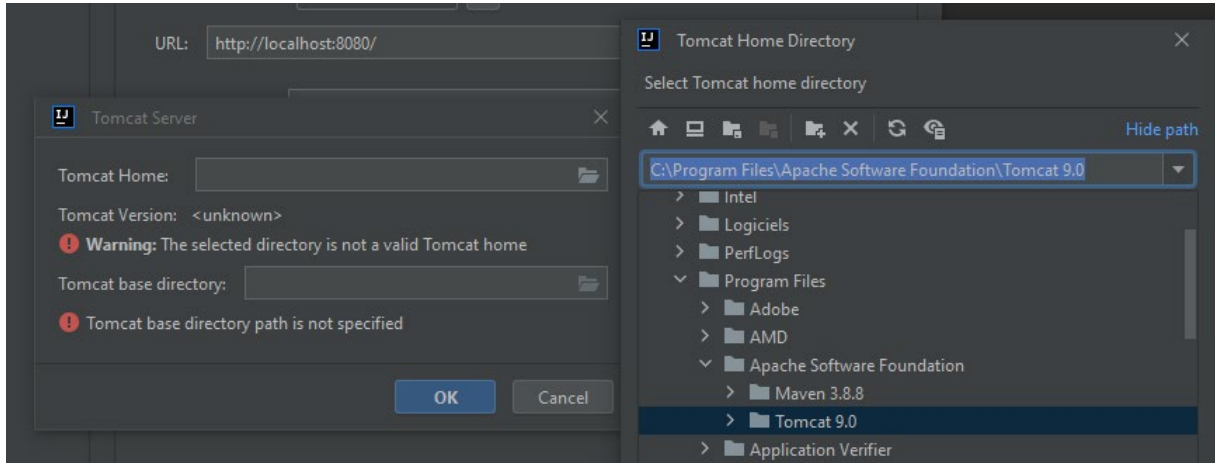 URL: http://localhost:8080/
Tomcat Server
Tomcat Home:
Tomcat Version: <unknown>
Warning: The selected directory is not a valid Tomcat home
Tomcat base directory:
Tomcat base directory path is not specified
OK Cancel
Tomcat Home Directory
Select Tomcat home directory
Hide path
C:\Program Files\Apache Software Foundation\Tomcat 9.0
Intel
Logiciels
PerfLogs
Program Files
Adobe
AMD
Apache Software Foundation
Maven 3.8.8
Tomcat 9.0
Application Verifier